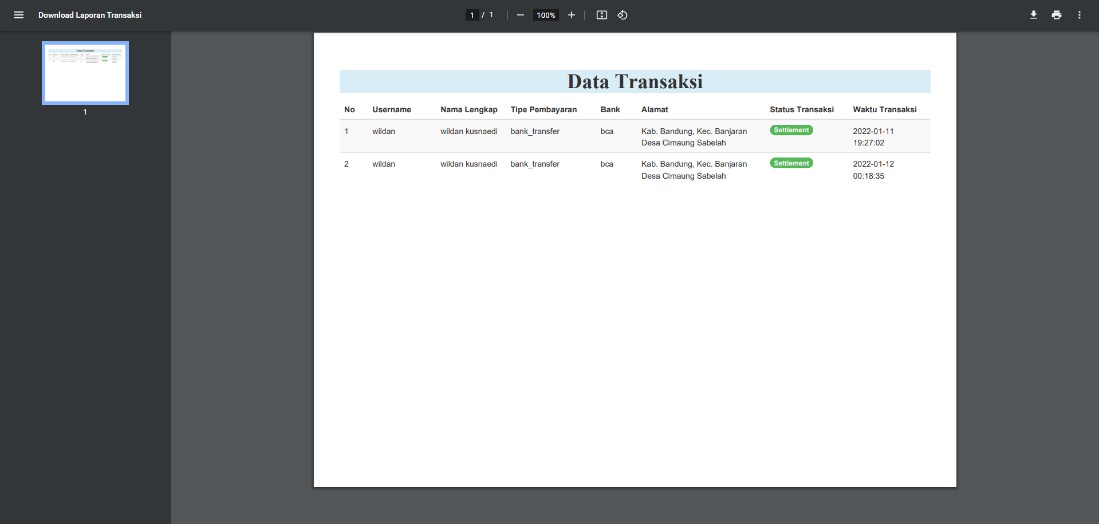 Download Laporan Transaksi
1 / 1
100%
1
Data Transaksi
No Username Nama Lengkap Tipe Pembayaran Bank Alamat Status Transaksi Waktu Transaksi
1 wildan wildan kusnaedi bank_transfer bca Kab. Bandung, Kec. Banjaran Settlement 2022-01-11
Desa Cimaung Sabelah 19:27:02
2 wildan wildan kusnaedi bank_transfer bca Kab. Bandung, Kec. Banjaran Settlement 2022-01-12
Desa Cimaung Sabelah 00:18:35